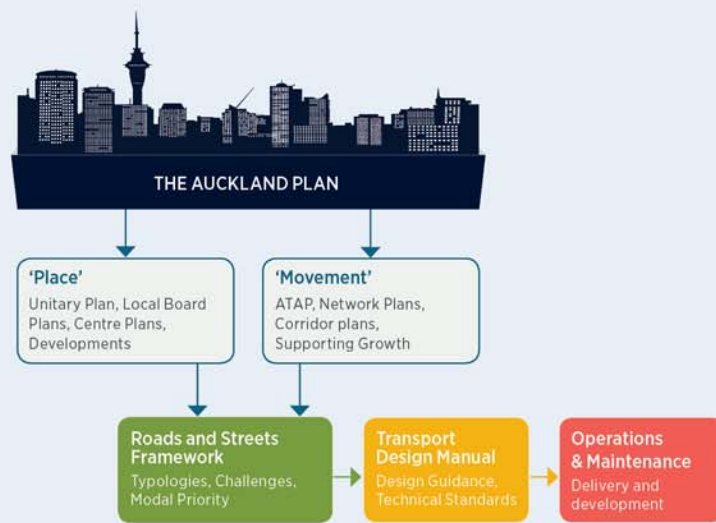 THE AUCKLAND PLAN
'Place'
Unitary Plan, Local Board
Plans, Centre Plans,
Developments
'Movement'
ATAP, Network Plans,
Corridor plans,
Supporting Growth
Roads and Streets
Framework
Typologies, Challenges,
Modal Priority
Transport
Design Manual
Design Guidance,
Technical Standards
Operations
& Maintenance
Delivery and
development